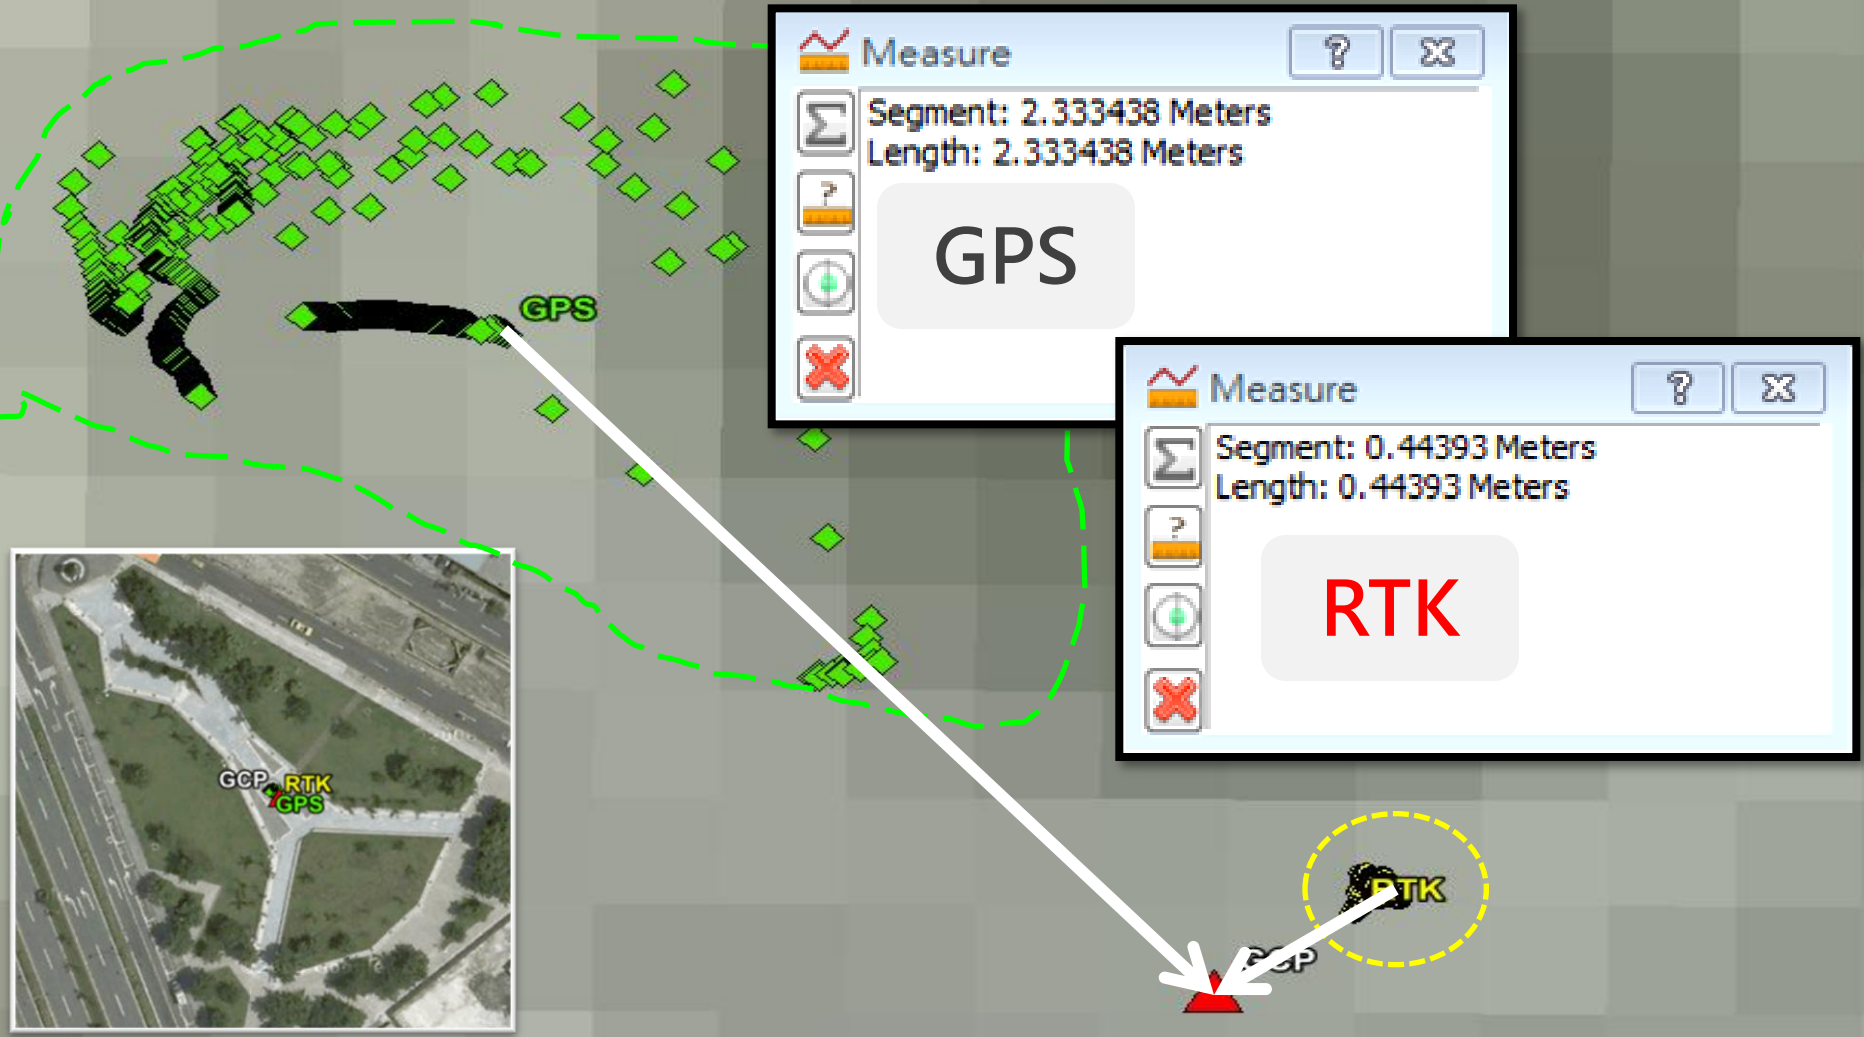 Measure
?
Segment: 2.333438 Meters
Length: 2.333438 Meters
Σ
?
GPS
GPS
Measure
?
Segment: 0.44393 Meters
Length: 0.44393 Meters
Σ
?
RTK
GCP
RTK
GPS
RTK
GCP